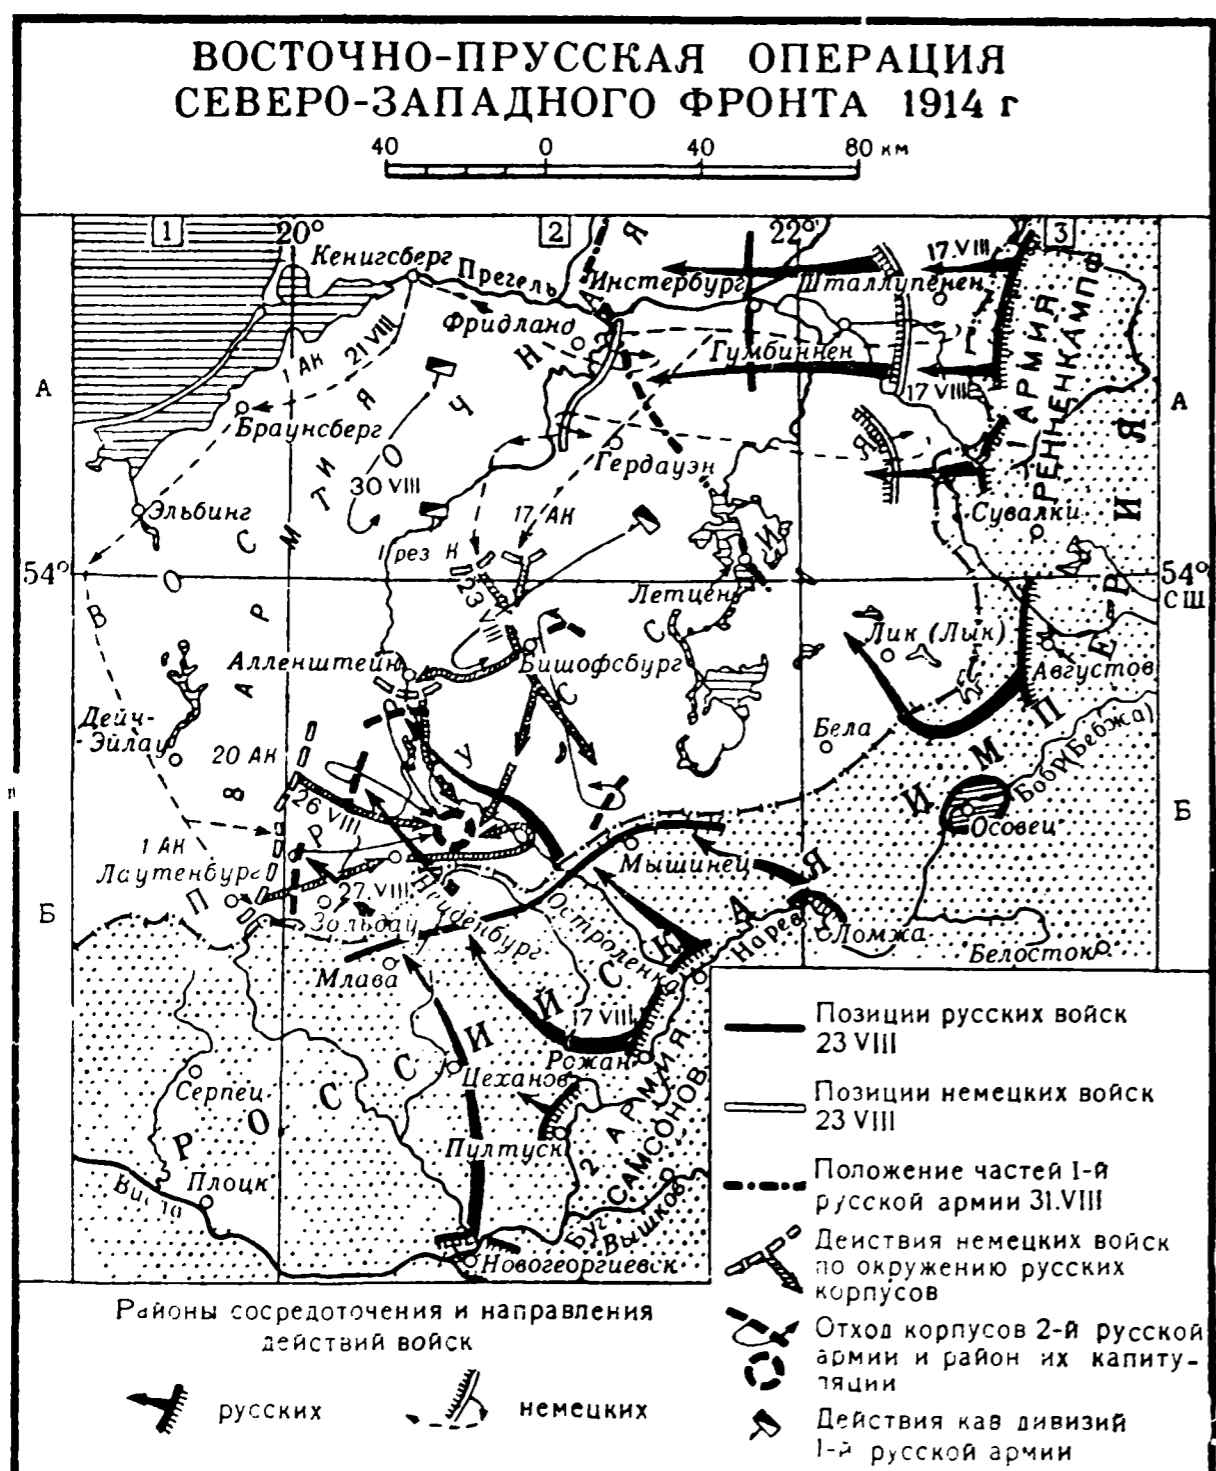 ВОСТОЧНО-ПРУССКАЯ ОПЕРАЦИЯ
СЕВЕРО-ЗАПАДНОГО ФРОНТА 1914 г
40 0 40 80 км
1 20° 2 22° 3
Кенигсберг
Прегель
Инстербург
Шталлупенен
17.VIII
Фридланд
Гумбиннен
17 VIII
1 АРМИЯ
РЕННЕНКАМПФ
1 АК
21 VIII
А
А
Браунсберг
Гердауэн
30 VIII
Эльбинг
17 АК
Сувалки
1 рез К
23 VIII
54°
54°
СШ
Летцен
Лик (Лык)
Августов
Алленштейн
Бишофсбург
Дейч-
-Эйлау
Бела
Бобр (Бебжа)
20 АК
26 VIII
Осовец
Б
Б
1 АК
Лаутенбург
Мышинец
27 VIII
Зольдау
Остроленка
Нарев
Ломжа
Белосток
Млава
17 VIII
Рожан
Цеханов
Серпец
2 АРМИЯ
САМСОНОВ
Пултуск
Плоцк
Висла
Буг
Вышков
Новогеоргиевск
ВОСТОЧНАЯ
ПРУССИЯ
ГЕРМАНИЯ
РОССИЙСКАЯ
ИМПЕРИЯ
Позиции русских войск
23 VIII
Позиции немецких войск
23 VIII
Положение частей 1-й
русской армии 31.VIII
Действия немецких войск
по окружению русских
корпусов
Отход корпусов 2-й русской
армии и район их капиту-
ляции
Действия кав дивизий
1-й русской армии
Районы сосредоточения и направления
действий войск
русских
немецких